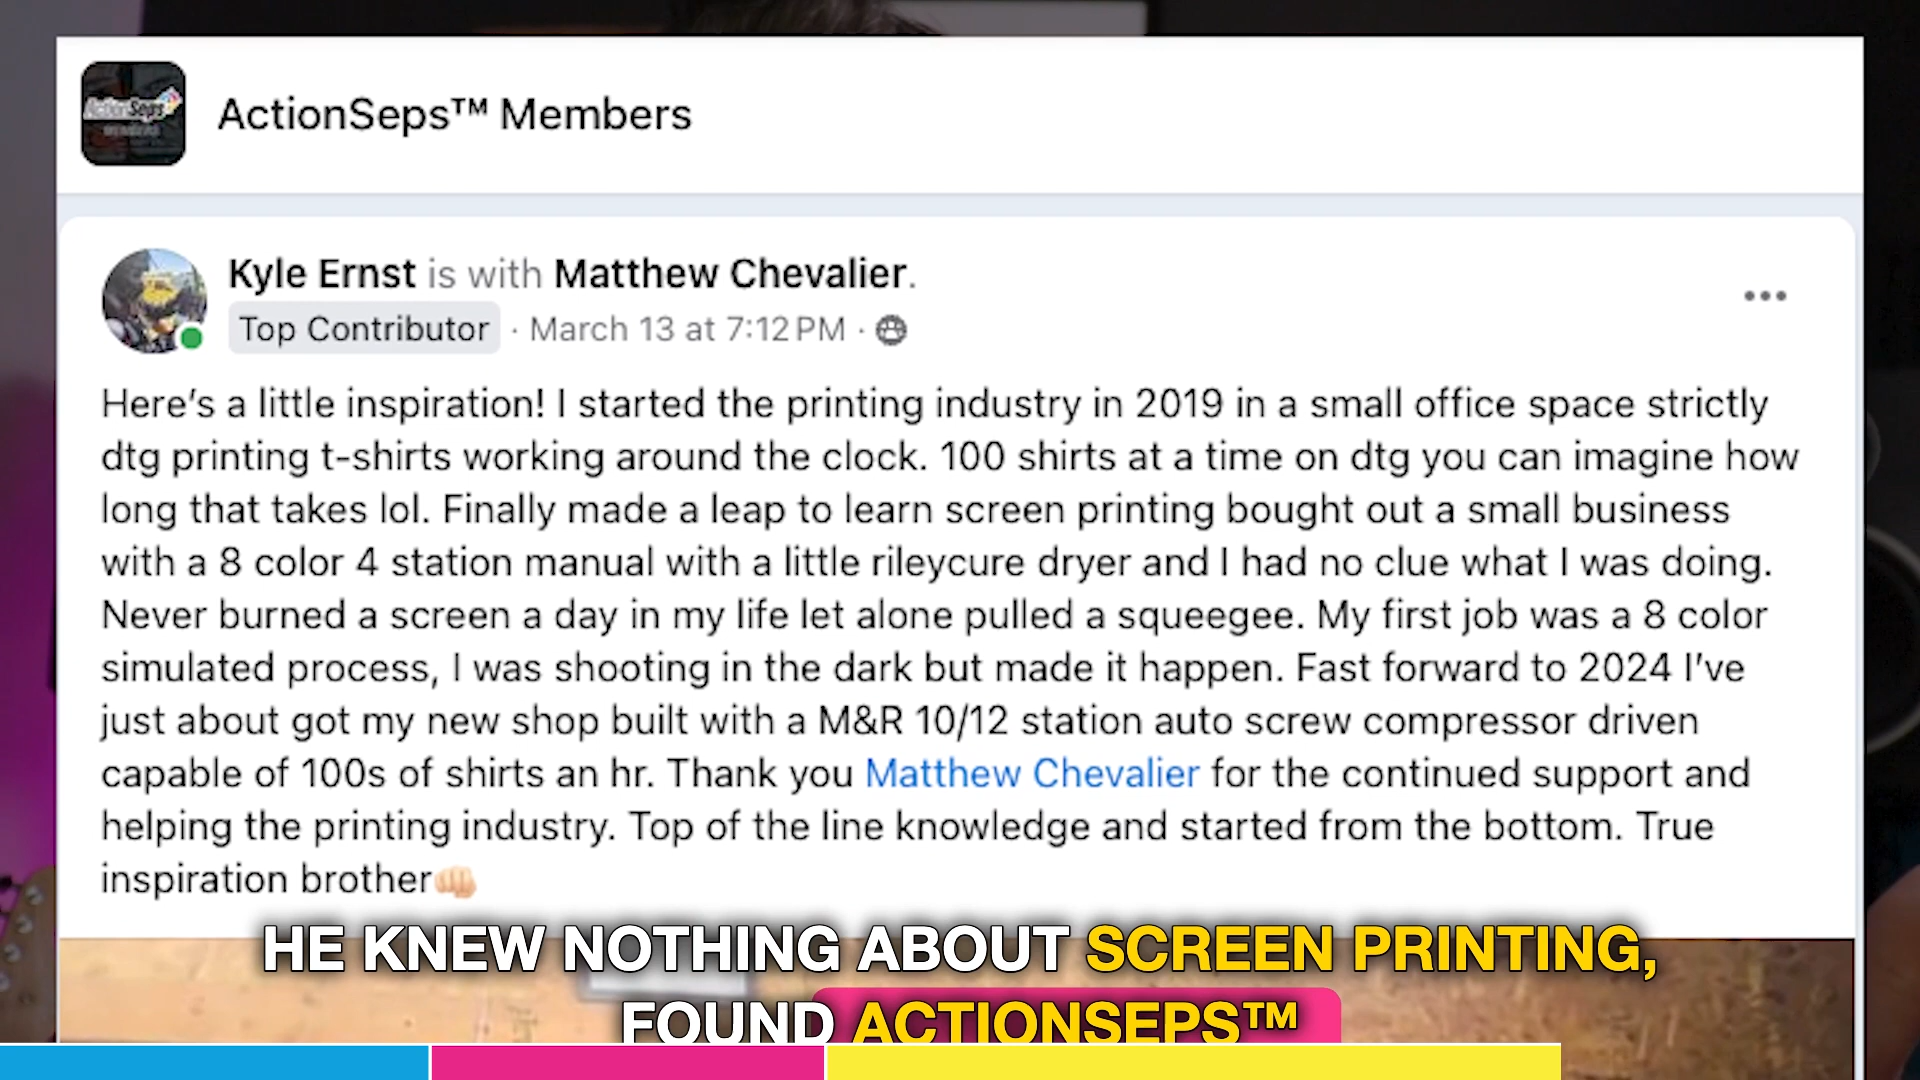 ActionSeps
MEMBERS
ActionSeps™ Members
Kyle Ernst is with Matthew Chevalier.
Top Contributor · March 13 at 7:12 PM ·
Here’s a little inspiration! I started the printing industry in 2019 in a small office space strictly
dtg printing t-shirts working around the clock. 100 shirts at a time on dtg you can imagine how
long that takes lol. Finally made a leap to learn screen printing bought out a small business
with a 8 color 4 station manual with a little rileycure dryer and I had no clue what I was doing.
Never burned a screen a day in my life let alone pulled a squeegee. My first job was a 8 color
simulated process, I was shooting in the dark but made it happen. Fast forward to 2024 I’ve
just about got my new shop built with a M&R 10/12 station auto screw compressor driven
capable of 100s of shirts an hr. Thank you Matthew Chevalier for the continued support and
helping the printing industry. Top of the line knowledge and started from the bottom. True
inspiration brother👊🏻
HE KNEW NOTHING ABOUT SCREEN PRINTING,
FOUND ACTIONSEPS™